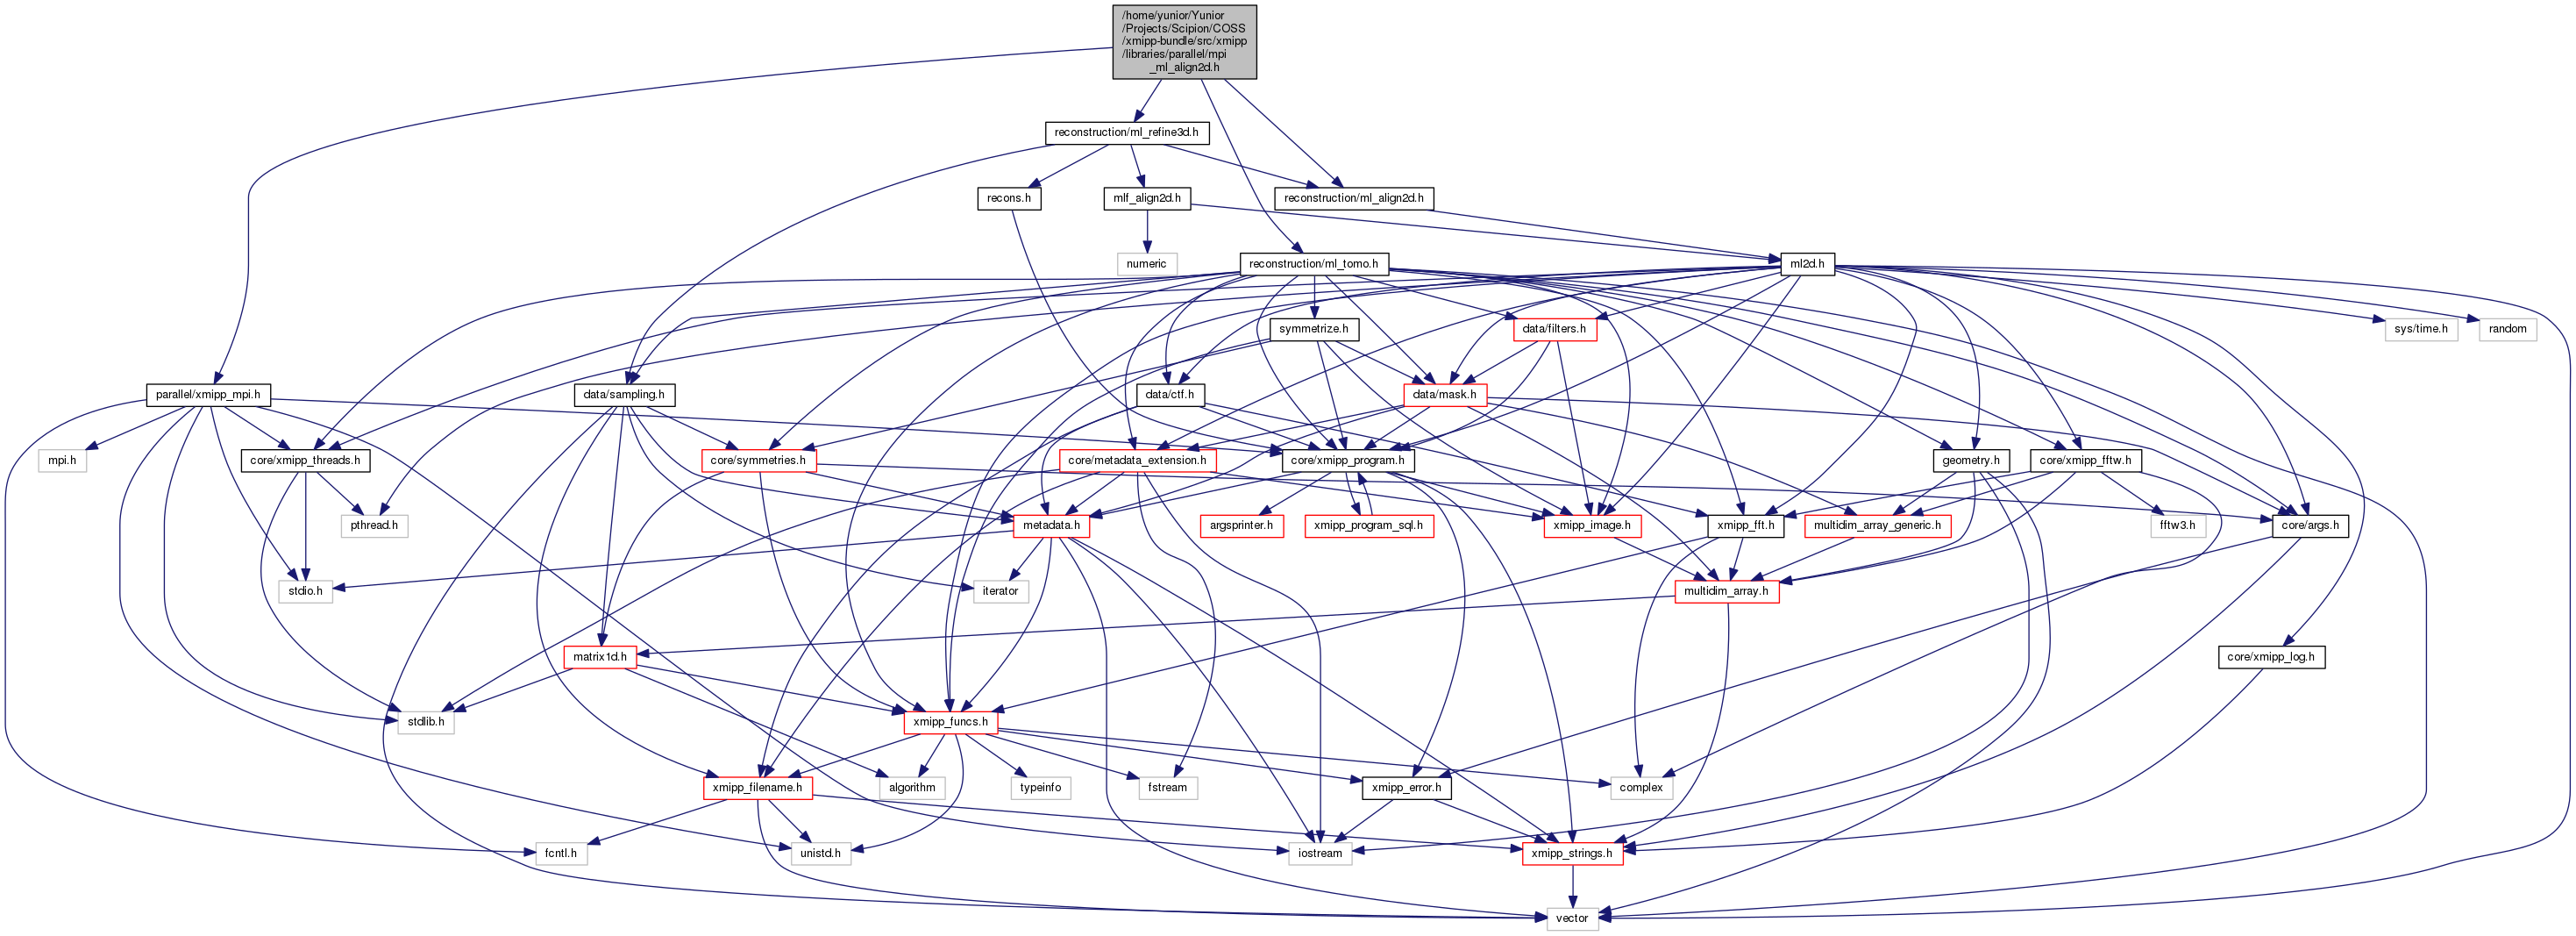 /home/yunior/Yunior
/Projects/Scipion/COSS
/xmipp-bundle/src/xmipp
/libraries/parallel/mpi
_ml_align2d.h
reconstruction/ml_refine3d.h
recons.h
mlf_align2d.h
reconstruction/ml_align2d.h
numeric
reconstruction/ml_tomo.h
ml2d.h
symmetrize.h
data/filters.h
sys/time.h
random
parallel/xmipp_mpi.h
data/sampling.h
data/ctf.h
data/mask.h
mpi.h
core/xmipp_threads.h
core/symmetries.h
core/metadata_extension.h
core/xmipp_program.h
geometry.h
core/xmipp_fftw.h
pthread.h
metadata.h
argsprinter.h
xmipp_program_sql.h
xmipp_image.h
xmipp_fft.h
multidim_array_generic.h
fftw3.h
core/args.h
stdio.h
iterator
multidim_array.h
matrix1d.h
core/xmipp_log.h
stdlib.h
xmipp_funcs.h
xmipp_filename.h
algorithm
typeinfo
fstream
xmipp_error.h
complex
fcntl.h
unistd.h
iostream
xmipp_strings.h
vector